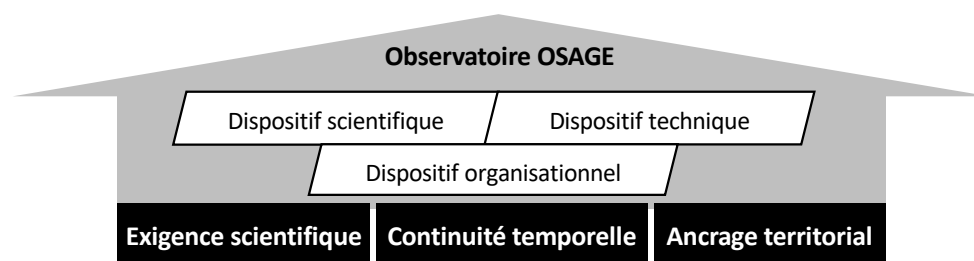 Observatoire OSAGE
Dispositif scientifique Dispositif technique
Dispositif organisationnel
Exigence scientifique Continuité temporelle Ancrage territorial